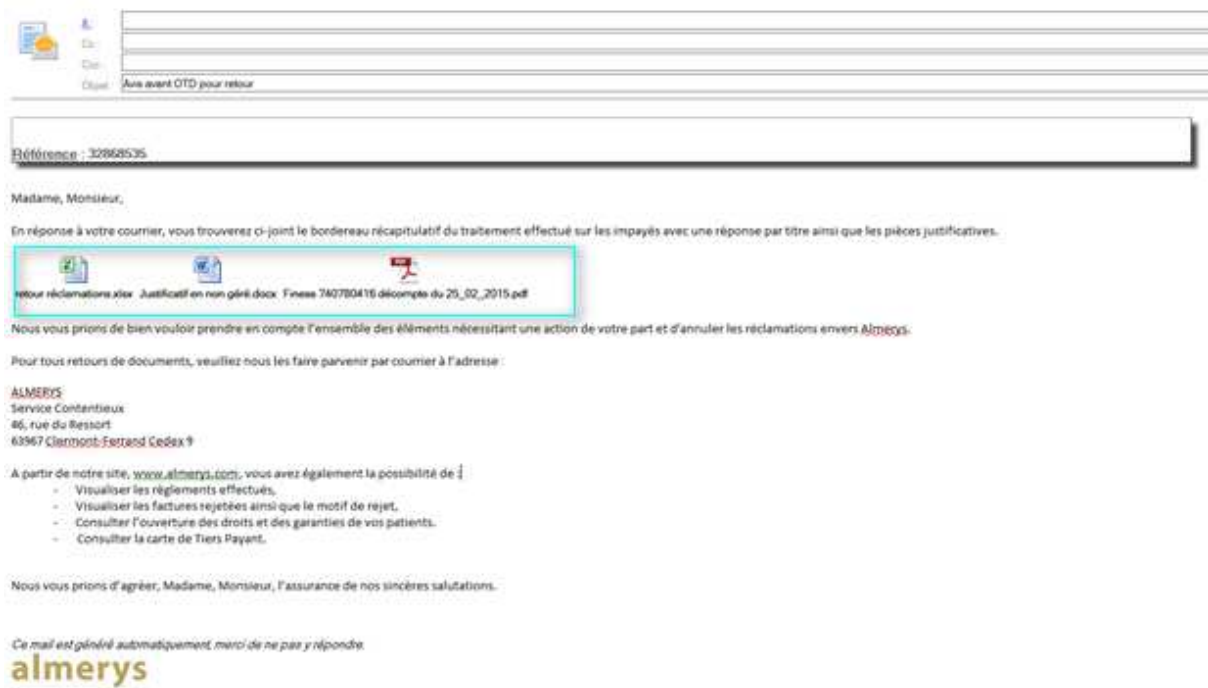 A.
Cc
Cci
Objet Avis avant OTD pour retour
Référence : 32868535
Madame, Monsieur,
En réponse à votre courrier, vous trouverez ci-joint le bordereau récapitulatif du traitement effectué sur les impayés avec une réponse par titre ainsi que les pièces justificatives.
retour réclamations.xlsx Justificatif en non géré.docx Finess 740780416 décompte du 25_02_2015.pdf
Nous vous prions de bien vouloir prendre en compte l'ensemble des éléments nécessitant une action de votre part et d'annuler les réclamations envers Almerys.
Pour tous retours de documents, veuillez nous les faire parvenir par courrier à l'adresse :
ALMERYS
Service Contentieux
46, rue du Ressort
63967 Clermont-Ferrand Cedex 9
A partir de notre site, www.almerys.com, vous avez également la possibilité de :
- Visualiser les règlements effectués,
- Visualiser les factures rejetées ainsi que le motif de rejet,
- Consulter l'ouverture des droits et des garanties de vos patients.
- Consulter la carte de Tiers Payant.
Nous vous prions d'agréer, Madame, Monsieur, l'assurance de nos sincères salutations.
Ce mail est généré automatiquement, merci de ne pas y répondre.
almerys